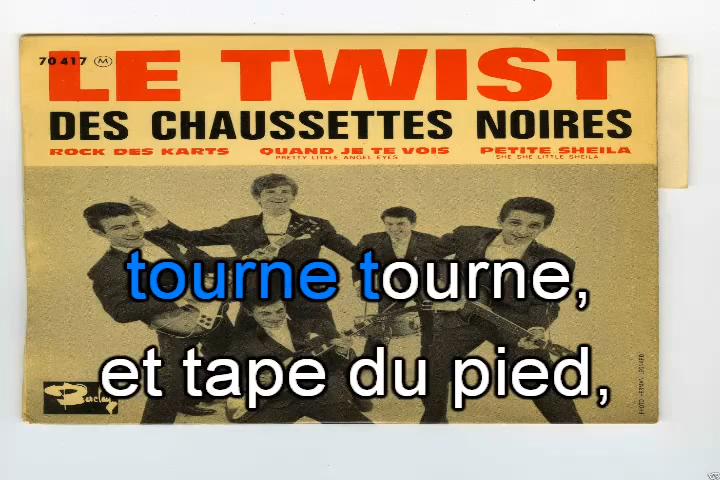 70 417 M
LE TWIST
DES CHAUSSETTES NOIRES
ROCK DES KARTS QUAND JE TE VOIS PETITE SHEILA
PRETTY LITTLE ANGEL EYES SHE SHE LITTLE SHEILA
tourne tourne,
et tape du pied,
Barclay